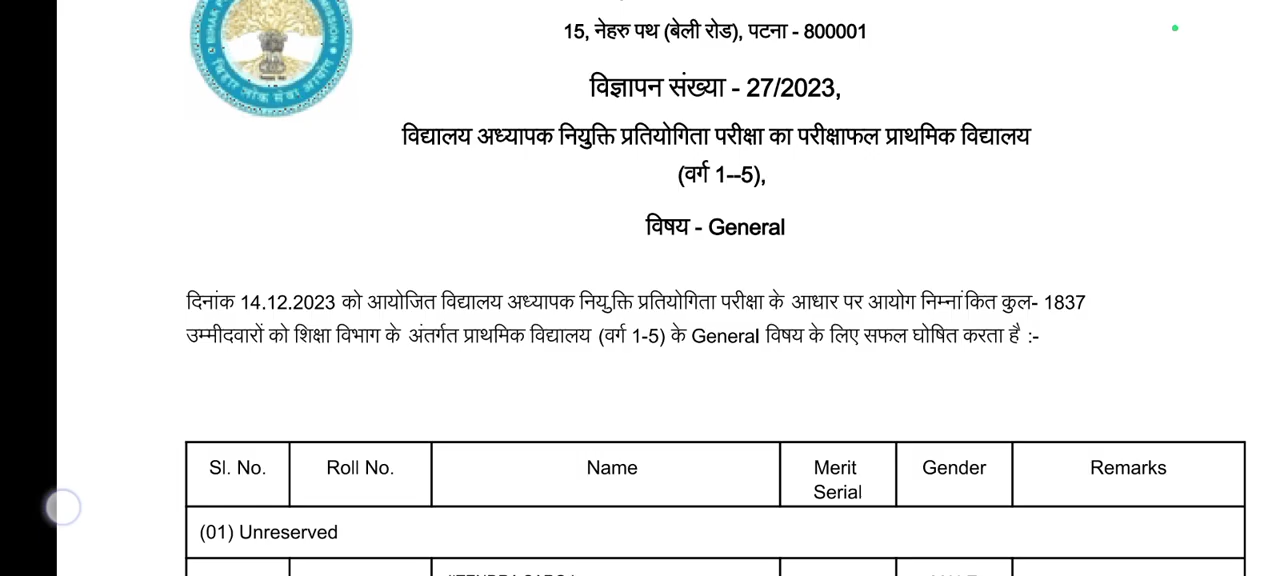 बिहार लोक सेवा आयोग
15, नेहरु पथ (बेली रोड), पटना - 800001
विज्ञापन संख्या - 27/2023,
विद्यालय अध्यापक नियुक्ति प्रतियोगिता परीक्षा का परीक्षाफल प्राथमिक विद्यालय
(वर्ग 1--5),
विषय - General
दिनांक 14.12.2023 को आयोजित विद्यालय अध्यापक नियुक्ति प्रतियोगिता परीक्षा के आधार पर आयोग निम्नांकित कुल- 1837
उम्मीदवारों को शिक्षा विभाग के अंतर्गत प्राथमिक विद्यालय (वर्ग 1-5) के General विषय के लिए सफल घोषित करता है :-
Sl. No. Roll No. Name Merit Serial Gender Remarks
(01) Unreserved